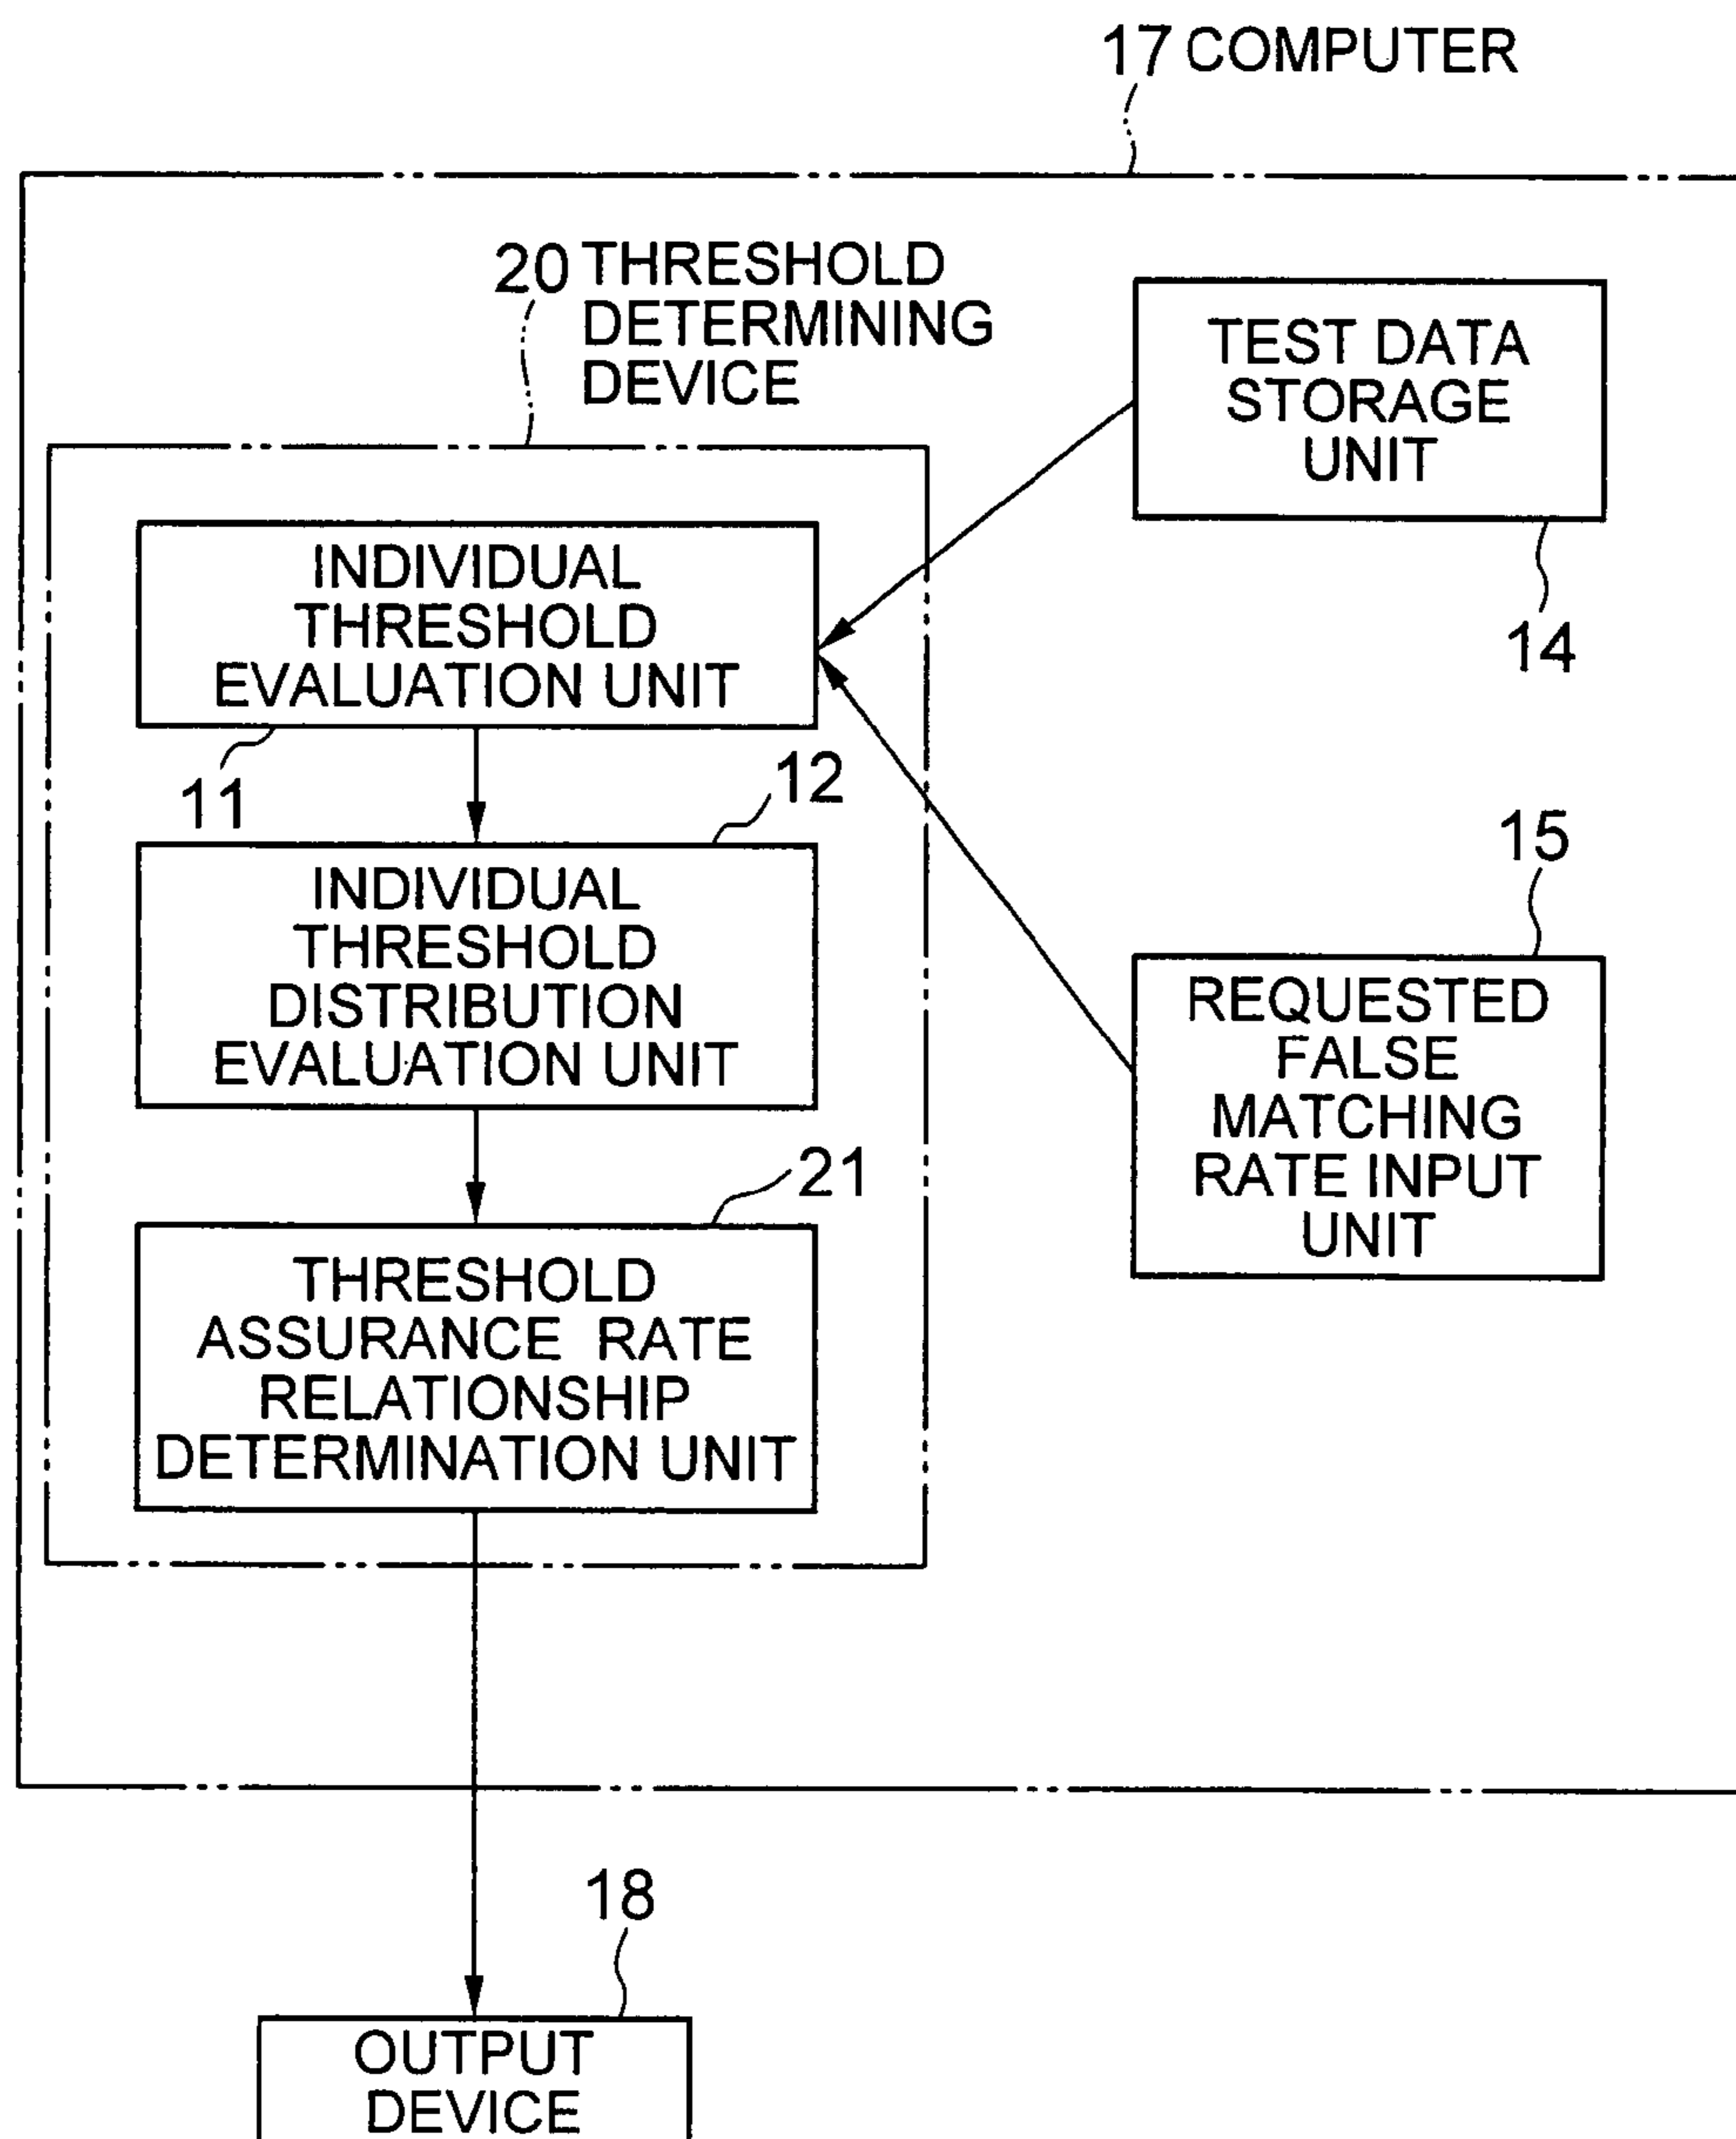 17 COMPUTER
20 THRESHOLD
DETERMINING
DEVICE
TEST DATA
STORAGE
UNIT
14
INDIVIDUAL
THRESHOLD
EVALUATION UNIT
11
12
INDIVIDUAL
THRESHOLD
DISTRIBUTION
EVALUATION UNIT
15
REQUESTED
FALSE
MATCHING
RATE INPUT
UNIT
21
THRESHOLD
ASSURANCE RATE
RELATIONSHIP
DETERMINATION UNIT
18
OUTPUT
DEVICE